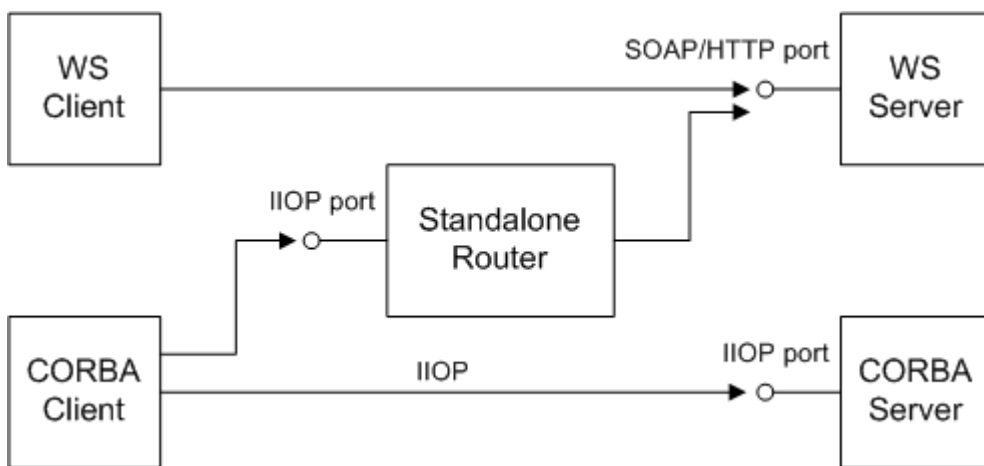 WS
Client
SOAP/HTTP port
WS
Server
IIOP port
Standalone
Router
CORBA
Client
IIOP
IIOP port
CORBA
Server